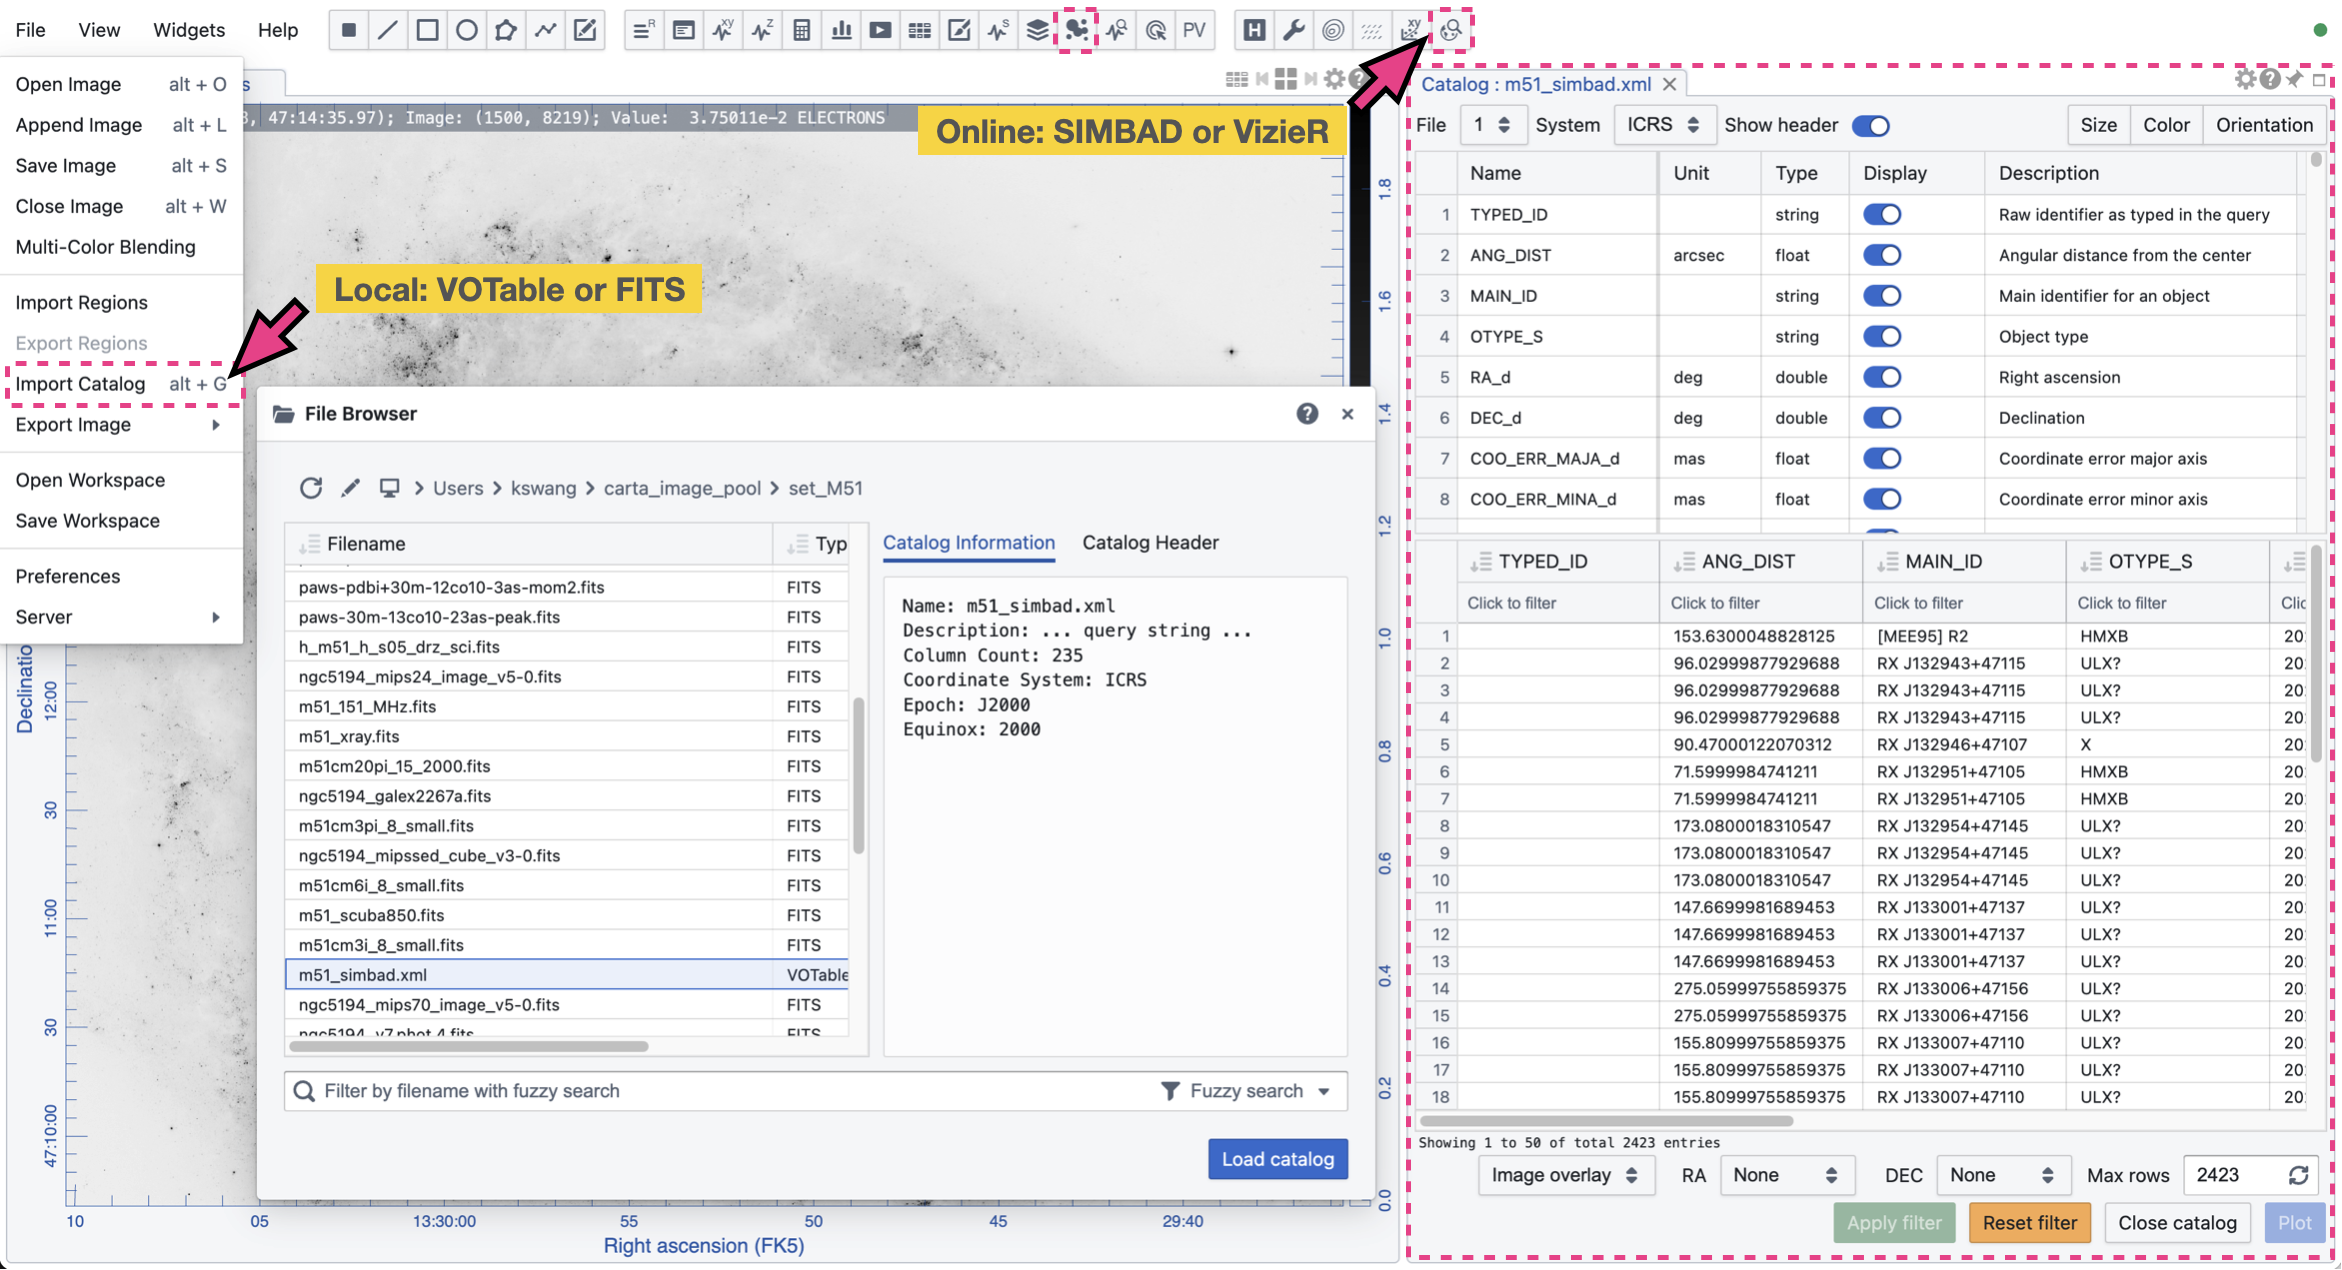 File View Widgets Help
R xy Z S PV H xy
Open Image alt + O
Append Image alt + L
Save Image alt + S
Close Image alt + W
Multi-Color Blending
Import Regions
Export Regions
Import Catalog alt + G
Export Image
Open Workspace
Save Workspace
Preferences
Server
47:14:35.97); Image: (1500, 8219); Value: 3.75011e-2 ELECTRONS
Online: SIMBAD or VizieR
Local: VOTable or FITS
File Browser
Users > kswang > carta_image_pool > set_M51
Filename Typ
paws-pdbi+30m-12co10-3as-mom2.fits FITS
paws-30m-13co10-23as-peak.fits FITS
h_m51_h_s05_drz_sci.fits FITS
ngc5194_mips24_image_v5-0.fits FITS
m51_151_MHz.fits FITS
m51_xray.fits FITS
m51cm20pi_15_2000.fits FITS
ngc5194_galex2267a.fits FITS
m51cm3pi_8_small.fits FITS
ngc5194_mipssed_cube_v3-0.fits FITS
m51cm6i_8_small.fits FITS
m51_scuba850.fits FITS
m51cm3i_8_small.fits FITS
m51_simbad.xml VOTable
ngc5194_mips70_image_v5-0.fits FITS
ngc5194_v7.phot.4.fits FITS
Catalog Information Catalog Header
Name: m51_simbad.xml
Description: ... query string ...
Column Count: 235
Coordinate System: ICRS
Epoch: J2000
Equinox: 2000
Filter by filename with fuzzy search Fuzzy search
Load catalog
Declinatio
12:00
30
11:00
30
47:10:00
10 05 13:30:00 55 50 45 29:40
Right ascension (FK5)
1.8
1.6
1.4
1.2
1.0
0.8
0.6
0.4
0.2
0.0
Catalog : m51_simbad.xml
File 1 System ICRS Show header Size Color Orientation
Name Unit Type Display Description
1 TYPED_ID string Raw identifier as typed in the query
2 ANG_DIST arcsec float Angular distance from the center
3 MAIN_ID string Main identifier for an object
4 OTYPE_S string Object type
5 RA_d deg double Right ascension
6 DEC_d deg double Declination
7 COO_ERR_MAJA_d mas float Coordinate error major axis
8 COO_ERR_MINA_d mas float Coordinate error minor axis
TYPED_ID ANG_DIST MAIN_ID OTYPE_S
Click to filter Click to filter Click to filter Click to filter Clic
1 153.6300048828125 [MEE95] R2 HMXB 20
2 96.02999877929688 RX J132943+47115 ULX? 20
3 96.02999877929688 RX J132943+47115 ULX? 20
4 96.02999877929688 RX J132943+47115 ULX? 20
5 90.47000122070312 RX J132946+47107 X 20
6 71.5999984741211 RX J132951+47105 HMXB 20
7 71.5999984741211 RX J132951+47105 HMXB 20
8 173.0800018310547 RX J132954+47145 ULX? 20
9 173.0800018310547 RX J132954+47145 ULX? 20
10 173.0800018310547 RX J132954+47145 ULX? 20
11 147.6699981689453 RX J133001+47137 ULX? 20
12 147.6699981689453 RX J133001+47137 ULX? 20
13 147.6699981689453 RX J133001+47137 ULX? 20
14 275.05999755859375 RX J133006+47156 ULX? 20
15 275.05999755859375 RX J133006+47156 ULX? 20
16 155.80999755859375 RX J133007+47110 ULX? 20
17 155.80999755859375 RX J133007+47110 ULX? 20
18 155.80999755859375 RX J133007+47110 ULX? 20
Showing 1 to 50 of total 2423 entries
Image overlay RA None DEC None Max rows 2423
Apply filter Reset filter Close catalog Plot